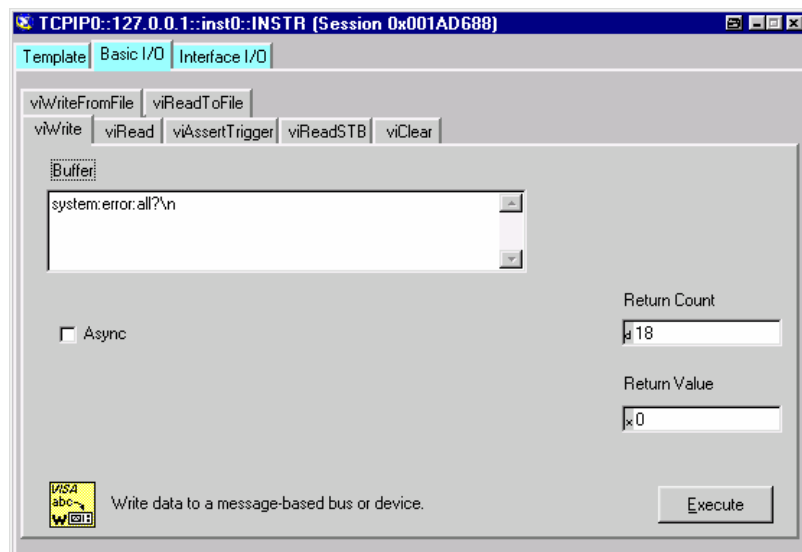 TCPIP0::127.0.0.1::inst0::INSTR (Session 0x001AD688)
Template Basic I/O Interface I/O
viWriteFromFile viReadToFile
viWrite viRead viAssertTrigger viReadSTB viClear
Buffer
system:error:all?\n
Return Count
Async
d 18
Return Value
x 0
VISA
abc
W
Write data to a message-based bus or device.
Execute